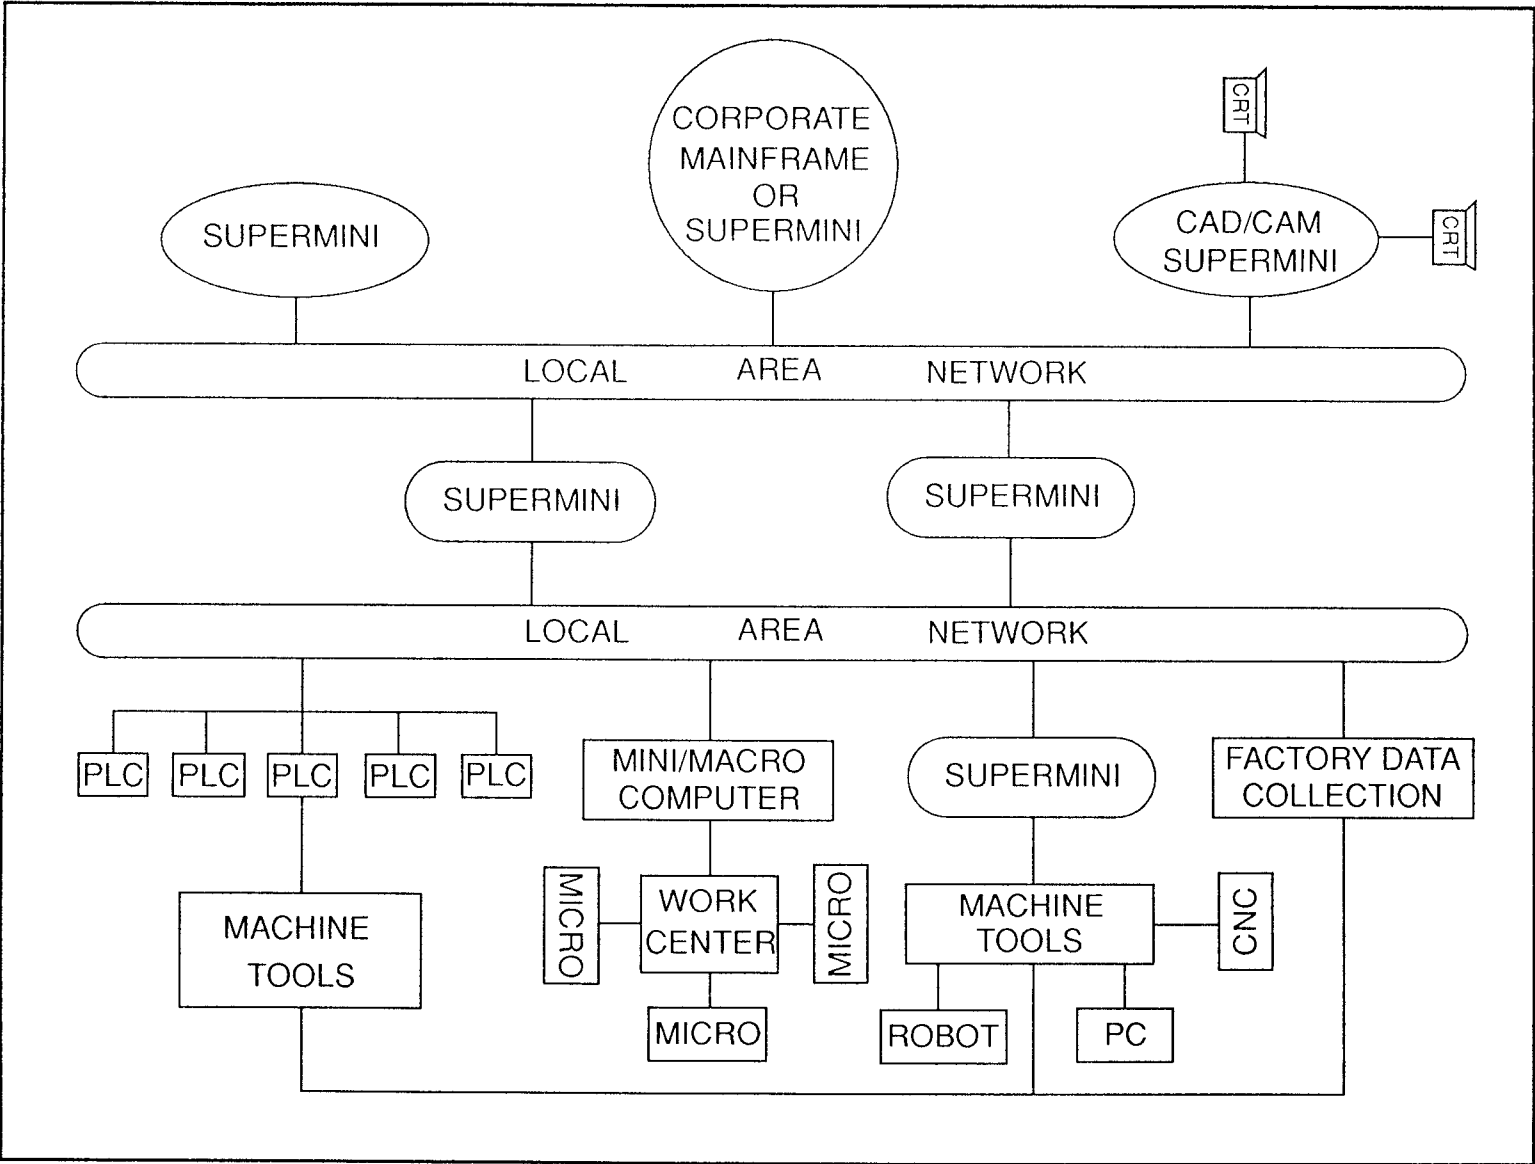 CORPORATE
MAINFRAME
OR
SUPERMINI
SUPERMINI
CRT
CAD/CAM
SUPERMINI
CRT
LOCAL AREA NETWORK
SUPERMINI
SUPERMINI
LOCAL AREA NETWORK
PLC
PLC
PLC
PLC
PLC
MINI/MACRO
COMPUTER
SUPERMINI
FACTORY DATA
COLLECTION
MACHINE
TOOLS
MICRO
WORK
CENTER
MICRO
MICRO
MACHINE
TOOLS
CNC
ROBOT
PC